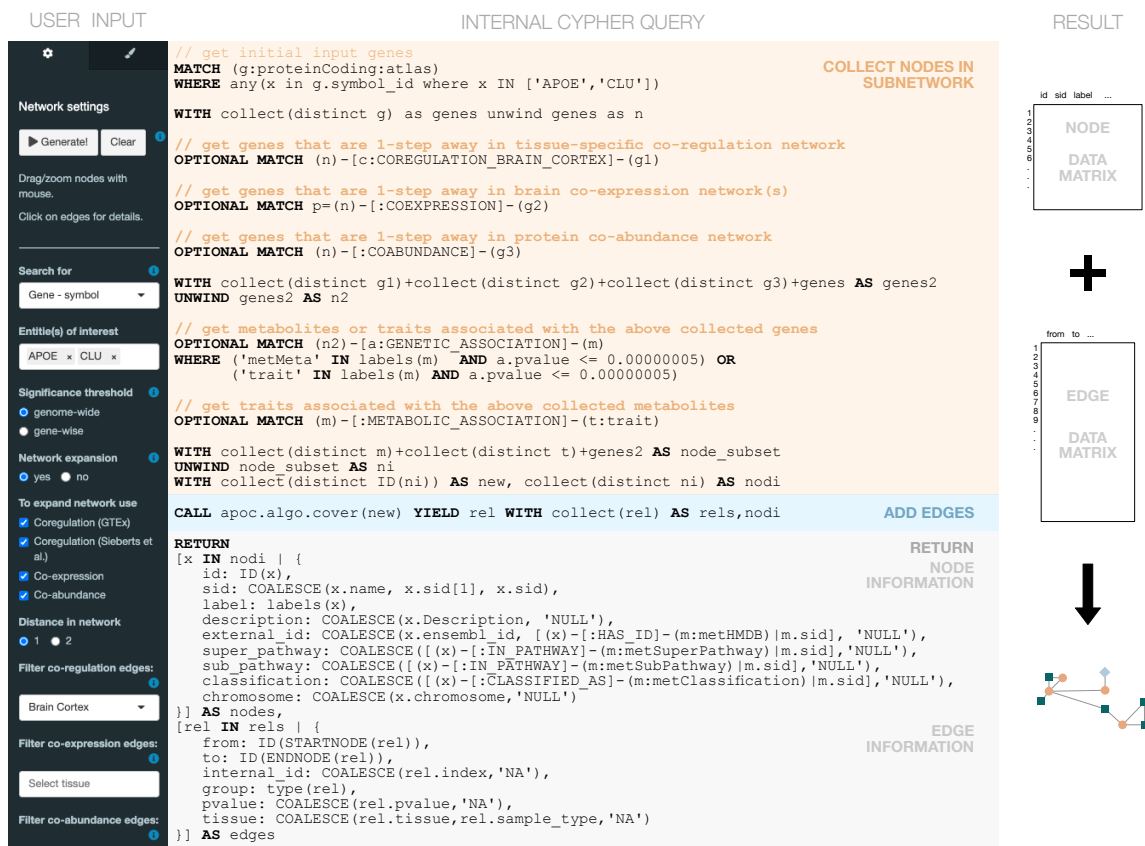 USER INPUT
INTERNAL CYPHER QUERY
RESULT
Network settings
Generate!
Clear
i
Drag/zoom nodes with
mouse.
Click on edges for details.
Search for
i
Gene - symbol
Entitie(s) of interest
i
APOE × CLU ×
Significance threshold
i
genome-wide
gene-wise
Network expansion
i
yes no
To expand network use
Coregulation (GTEx)
Coregulation (Sieberts et
al.)
Co-expression
Co-abundance
Distance in network
1 2
Filter co-regulation edges:
i
Brain Cortex
Filter co-expression edges:
i
Select tissue
Filter co-abundance edges:
i
// get initial input genes
MATCH (g:proteinCoding:atlas)
WHERE any(x in g.symbol_id where x IN ['APOE','CLU'])
COLLECT NODES IN
SUBNETWORK
WITH collect(distinct g) as genes unwind genes as n
// get genes that are 1-step away in tissue-specific co-regulation network
OPTIONAL MATCH (n)-[c:COREGULATION_BRAIN_CORTEX]-(g1)
// get genes that are 1-step away in brain co-expression network(s)
OPTIONAL MATCH p=(n)-[:COEXPRESSION]-(g2)
// get genes that are 1-step away in protein co-abundance network
OPTIONAL MATCH (n)-[:COABUNDANCE]-(g3)
WITH collect(distinct g1)+collect(distinct g2)+collect(distinct g3)+genes AS genes2
UNWIND genes2 AS n2
// get metabolites or traits associated with the above collected genes
OPTIONAL MATCH (n2)-[a:GENETIC_ASSOCIATION]-(m)
WHERE ('metMeta' IN labels(m) AND a.pvalue <= 0.00000005) OR
('trait' IN labels(m) AND a.pvalue <= 0.00000005)
// get traits associated with the above collected metabolites
OPTIONAL MATCH (m)-[:METABOLIC_ASSOCIATION]-(t:trait)
WITH collect(distinct m)+collect(distinct t)+genes2 AS node_subset
UNWIND node_subset AS ni
WITH collect(distinct ID(ni)) AS new, collect(distinct ni) AS nodi
CALL apoc.algo.cover(new) YIELD rel WITH collect(rel) AS rels,nodi
ADD EDGES
RETURN
[x IN nodi | {
id: ID(x),
sid: COALESCE(x.name, x.sid[1], x.sid),
label: labels(x),
description: COALESCE(x.Description, 'NULL'),
external_id: COALESCE(x.ensembl_id, [(x)-[:HAS_ID]-(m:metHMDB)|m.sid], 'NULL'),
super_pathway: COALESCE([(x)-[:IN_PATHWAY]-(m:metSuperPathway)|m.sid],'NULL'),
sub_pathway: COALESCE([(x)-[:IN_PATHWAY]-(m:metSubPathway)|m.sid],'NULL'),
classification: COALESCE([(x)-[:CLASSIFIED_AS]-(m:metClassification)|m.sid],'NULL'),
chromosome: COALESCE(x.chromosome,'NULL')
}] AS nodes,
RETURN
NODE
INFORMATION
[rel IN rels | {
from: ID(STARTNODE(rel)),
to: ID(ENDNODE(rel)),
internal_id: COALESCE(rel.index,'NA'),
group: type(rel),
pvalue: COALESCE(rel.pvalue,'NA'),
tissue: COALESCE(rel.tissue,rel.sample_type,'NA')
}] AS edges
EDGE
INFORMATION
id sid label ...
1
2
3
4
5
6
.
.
.
NODE
DATA
MATRIX
from to ...
1
2
3
4
5
6
7
8
9
.
.
.
EDGE
DATA
MATRIX